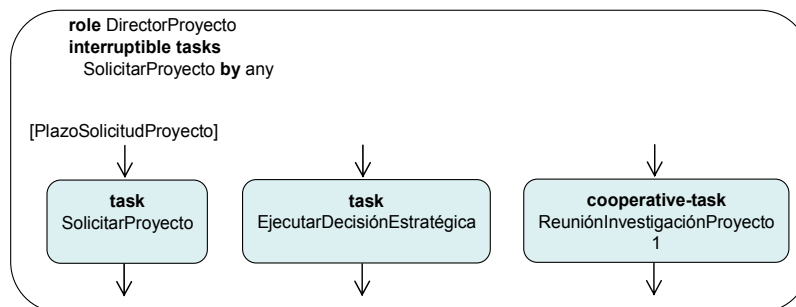 role DirectorProyecto
interruptible tasks
SolicitarProyecto by any
[PlazoSolicitudProyecto]
task
SolicitarProyecto
task
EjecutarDecisiónEstratégica
cooperative-task
ReuniónInvestigaciónProyecto
1